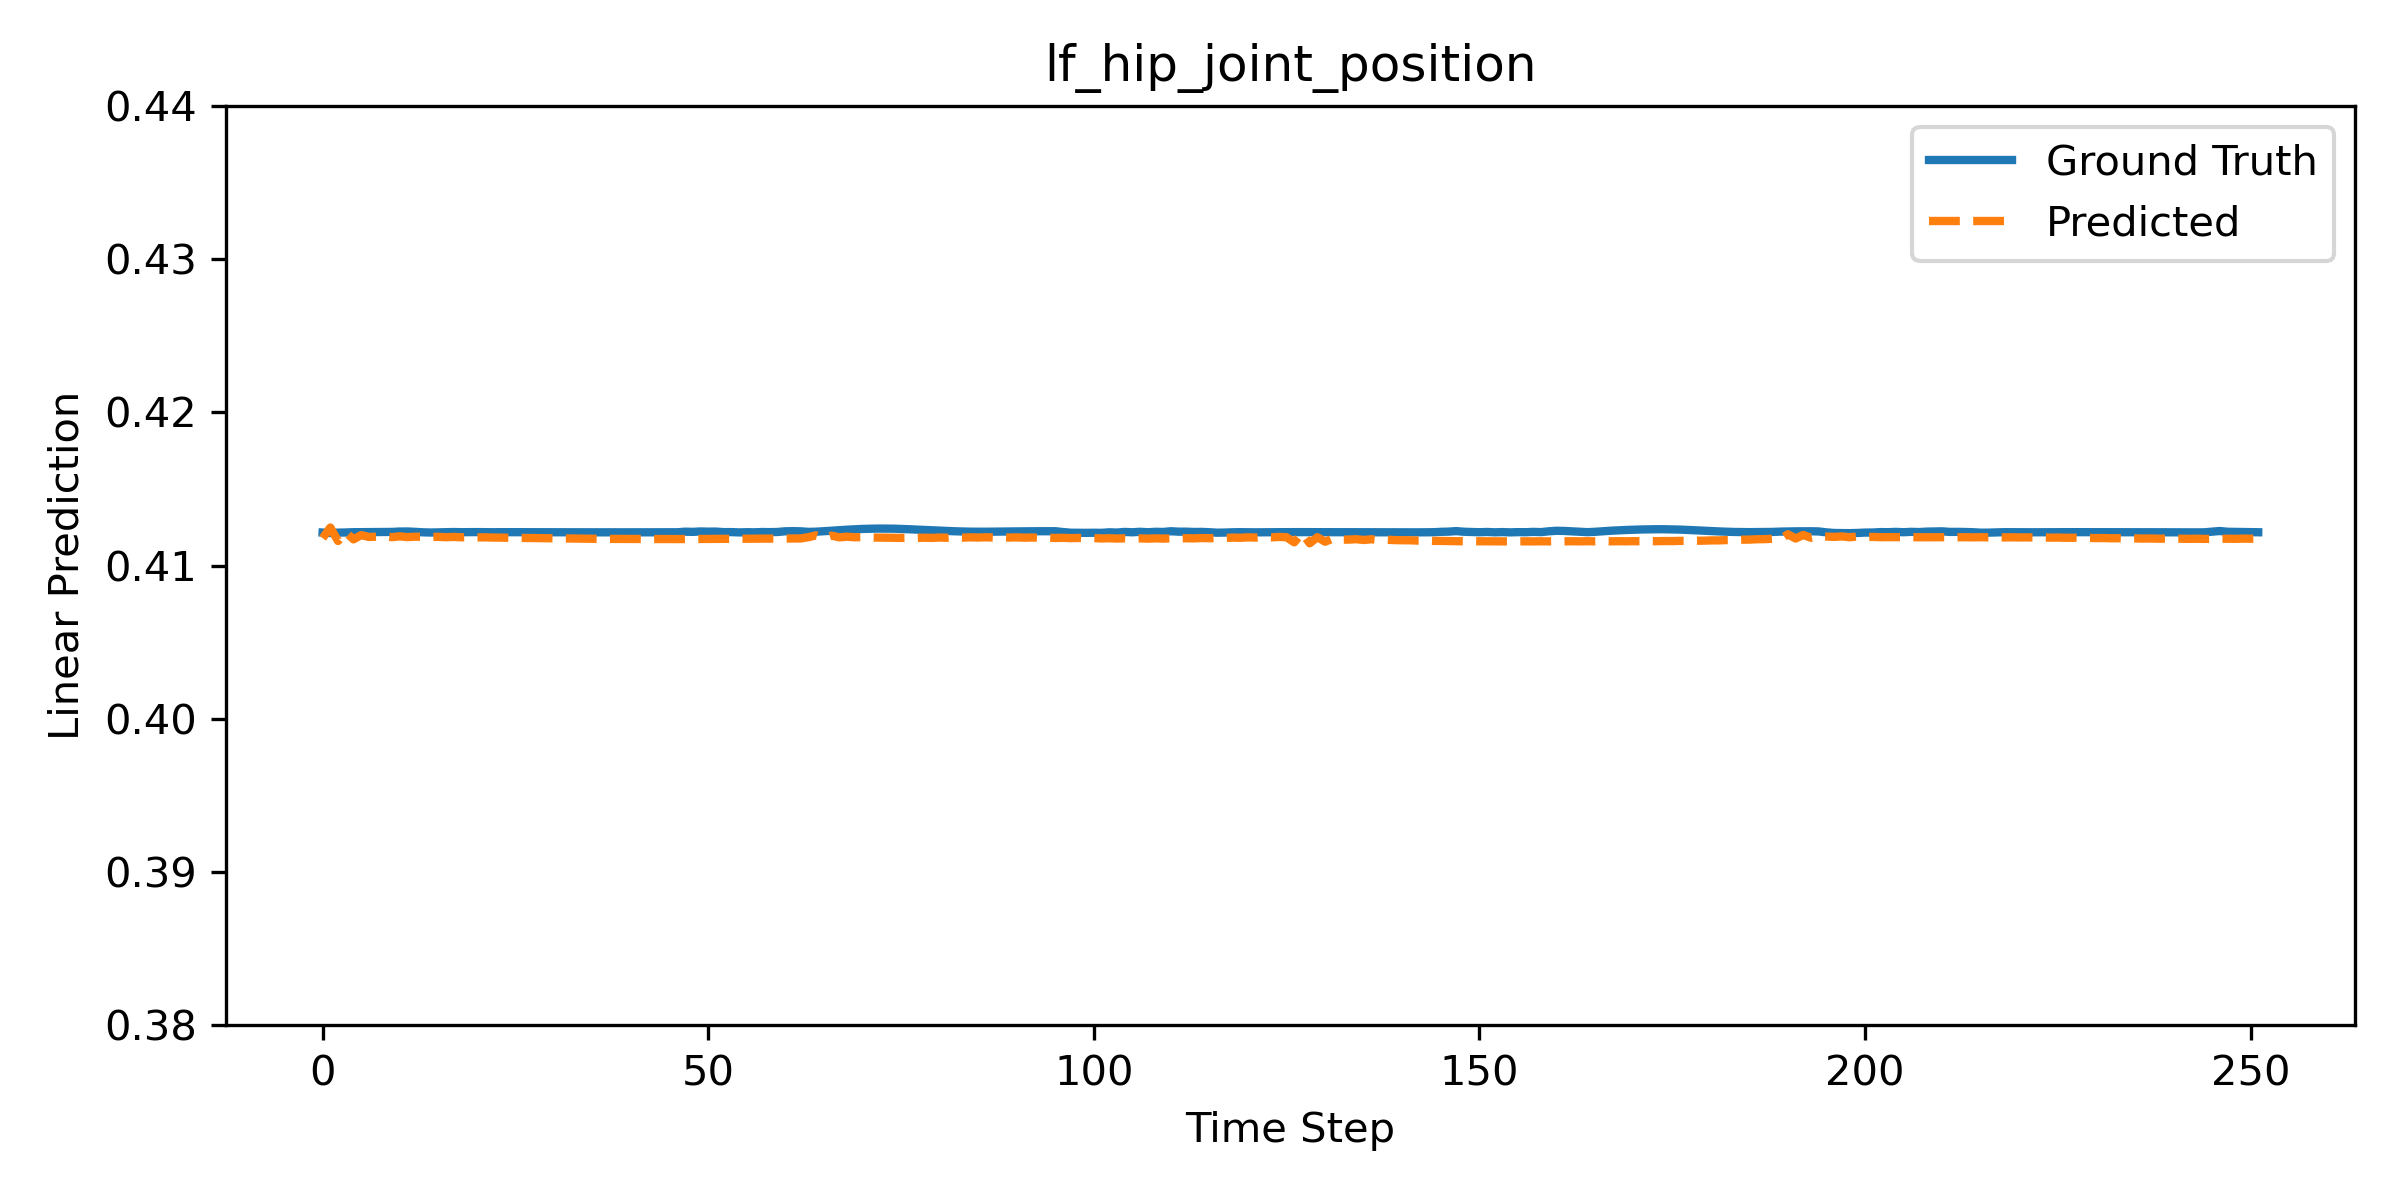 lf_hip_joint_position
0.44
0.43
0.42
0.41
0.40
0.39
0.38
Linear Prediction
Ground Truth
Predicted
0 50 100 150 200 250
Time Step